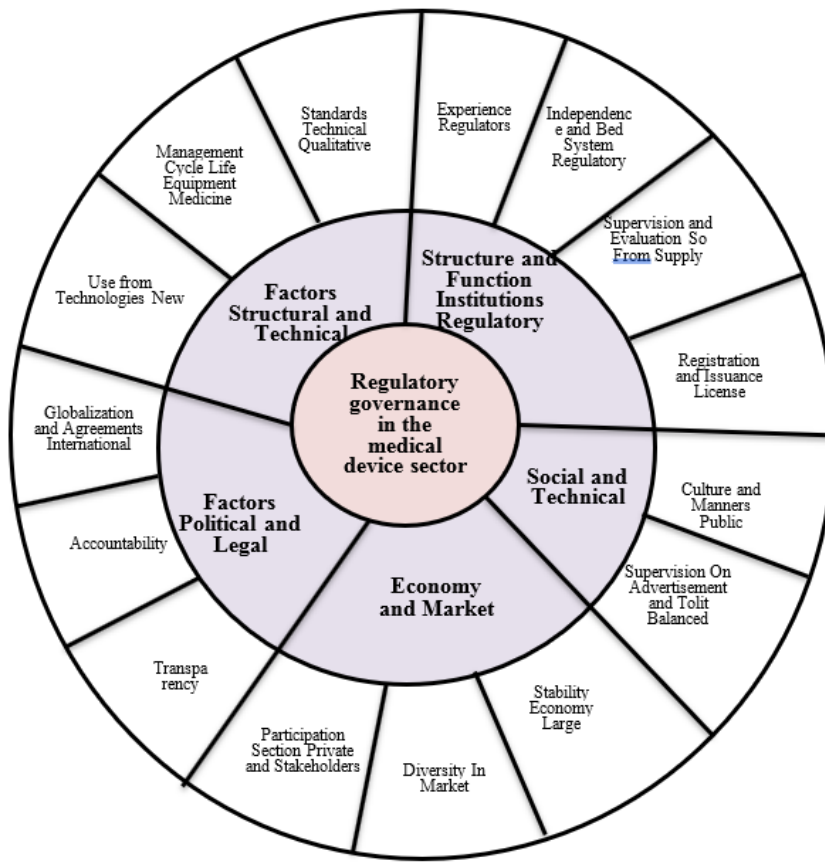 Standards
Technical
Qualitative
Experience
Regulators
Independenc
e and Bed
System
Regulatory
Management
Cycle Life
Equipment
Medicine
Supervision and
Evaluation So
From Supply
Use from
Technologies New
Factors
Structural and
Technical
Structure and
Function
Institutions
Regulatory
Registration
and Issuance
License
Regulatory
governance
in the
medical
device sector
Globalization
and Agreements
International
Social and
Technical
Culture and
Manners
Public
Factors
Political and
Legal
Accountability
Supervision On
Advertisement
and Tolit
Balanced
Economy
and Market
Transpa
rency
Stability
Economy
Large
Participation
Section Private
and Stakeholders
Diversity In
Market